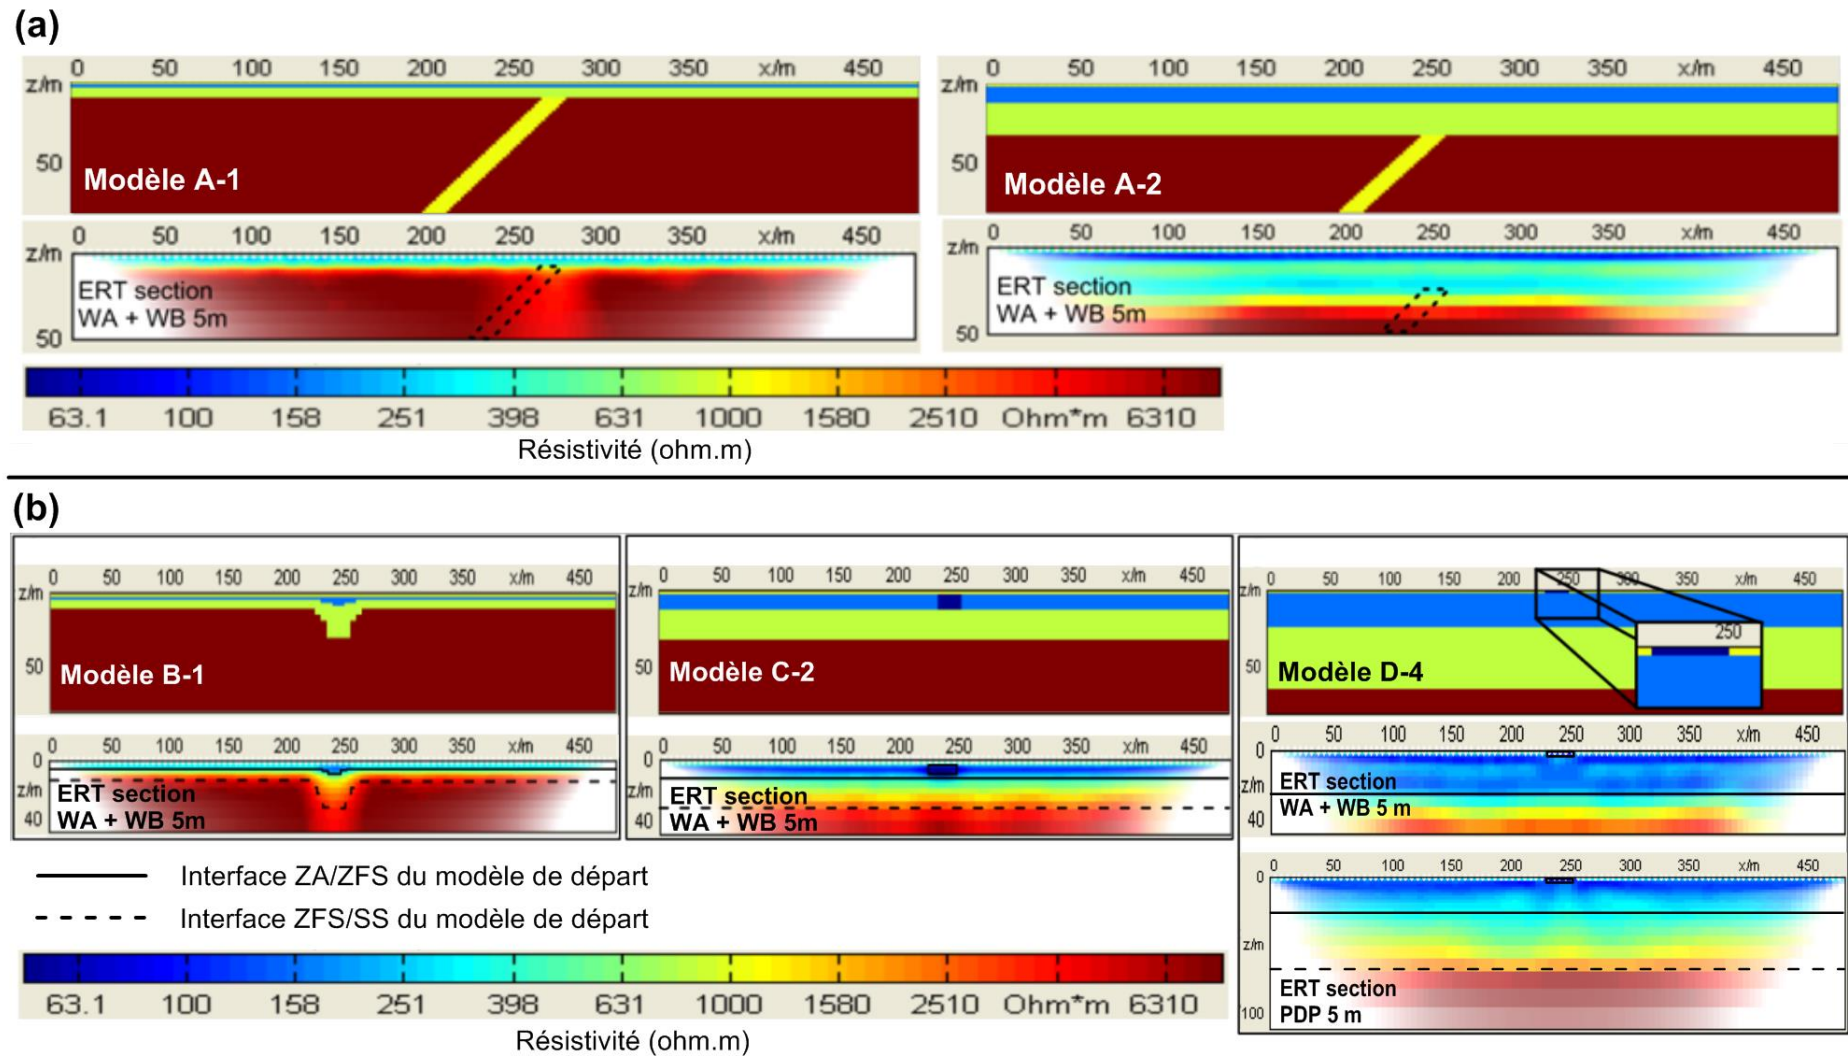 (a)
0 50 100 150 200 250 300 350 x/m 450
z/m
50
Modèle A-1
0 50 100 150 200 250 300 350 x/m 450
z/m
50
Modèle A-2
0 50 100 150 200 250 300 350 x/m 450
z/m
ERT section
WA + WB 5m
50
0 50 100 150 200 250 300 350 x/m 450
z/m
ERT section
WA + WB 5m
50
63.1 100 158 251 398 631 1000 1580 2510 Ohm*m 6310
Résistivité (ohm.m)
(b)
0 50 100 150 200 250 300 350 x/m 450
z/m
50
Modèle B-1
0 50 100 150 200 250 300 350 x/m 450
0
z/m
ERT section
40
WA + WB 5m
0 50 100 150 200 250 300 350 x/m 450
z/m
50
Modèle C-2
0 50 100 150 200 250 300 350 x/m 450
0
z/m
ERT section
40
WA + WB 5m
0 50 100 150 200 250 300 350 x/m 450
z/m
250
50
Modèle D-4
0 50 100 150 200 250 300 350 x/m 450
0
z/m
ERT section
WA + WB 5 m
40
0 50 100 150 200 250 300 350 x/m 450
0
z/m
ERT section
100
PDP 5 m
Interface ZA/ZFS du modèle de départ
Interface ZFS/SS du modèle de départ
63.1 100 158 251 398 631 1000 1580 2510 Ohm*m 6310
Résistivité (ohm.m)